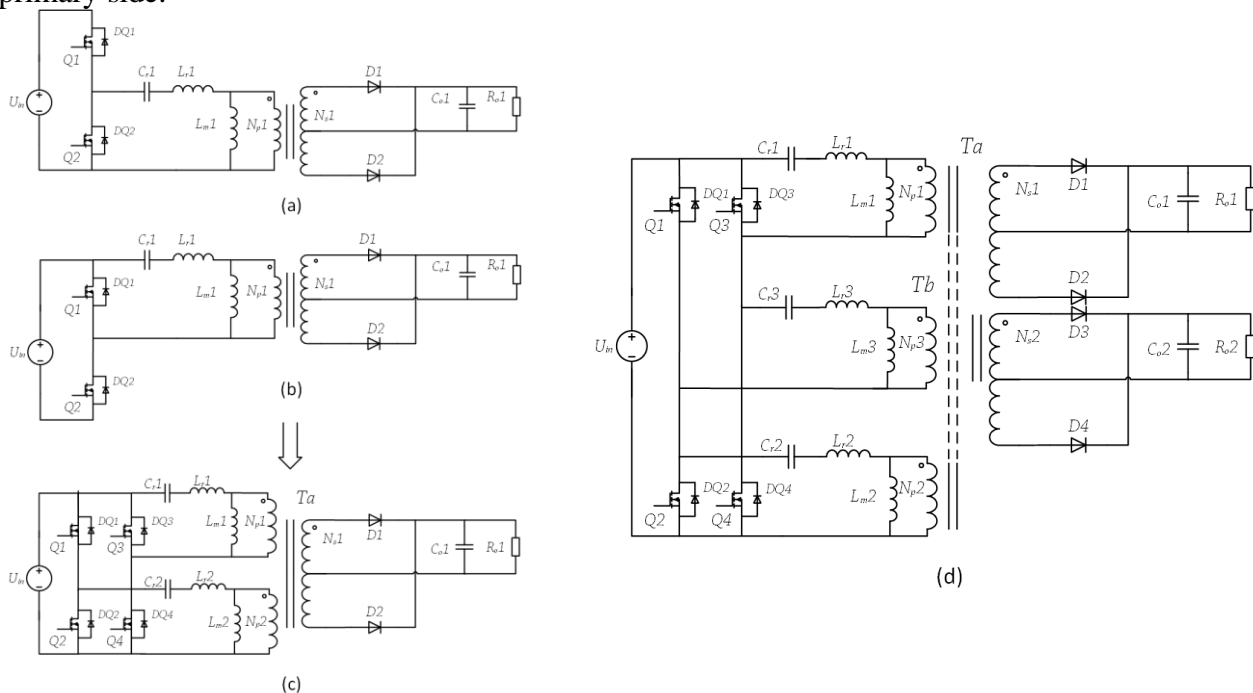 primary side.
DQ1
Q1
Cr1 Lr1
Uin
Lm1 Np1 Ns1
D1
Co1 Ro1
DQ2
Q2
D2
(a)
Cr1 Lr1
DQ1
Q1
Lm1 Np1 Ns1
D1
Co1 Ro1
Uin
D2
DQ2
Q2
(b)
Cr1 Lr1
Ta
DQ1 DQ3
Q1 Q3
Lm1 Np1
Ns1
D1
Co1 Ro1
Uin
Cr2 Lr2
DQ2 DQ4
Q2 Q4
Lm2 Np2
D2
(c)
Cr1 Lr1
Ta
DQ1 DQ3
Q1 Q3
Lm1 Np1
Ns1
D1
Co1 Ro1
Tb
Cr3 Lr3
D2
D3
Uin
Lm3 Np3
Ns2
Co2 Ro2
Cr2 Lr2
D4
DQ2 DQ4
Q2 Q4
Lm2 Np2
(d)